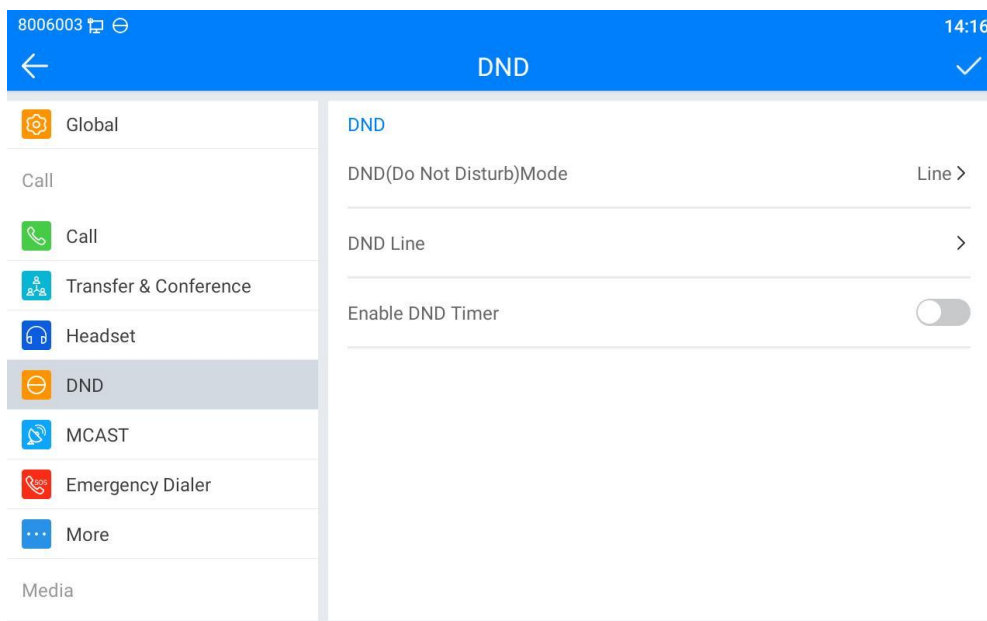 8006003
14:16
DND
Global
Call
Call
Transfer & Conference
Headset
DND
MCAST
SOS
Emergency Dialer
More
Media
DND
DND(Do Not Disturb)Mode
Line
DND Line
Enable DND Timer